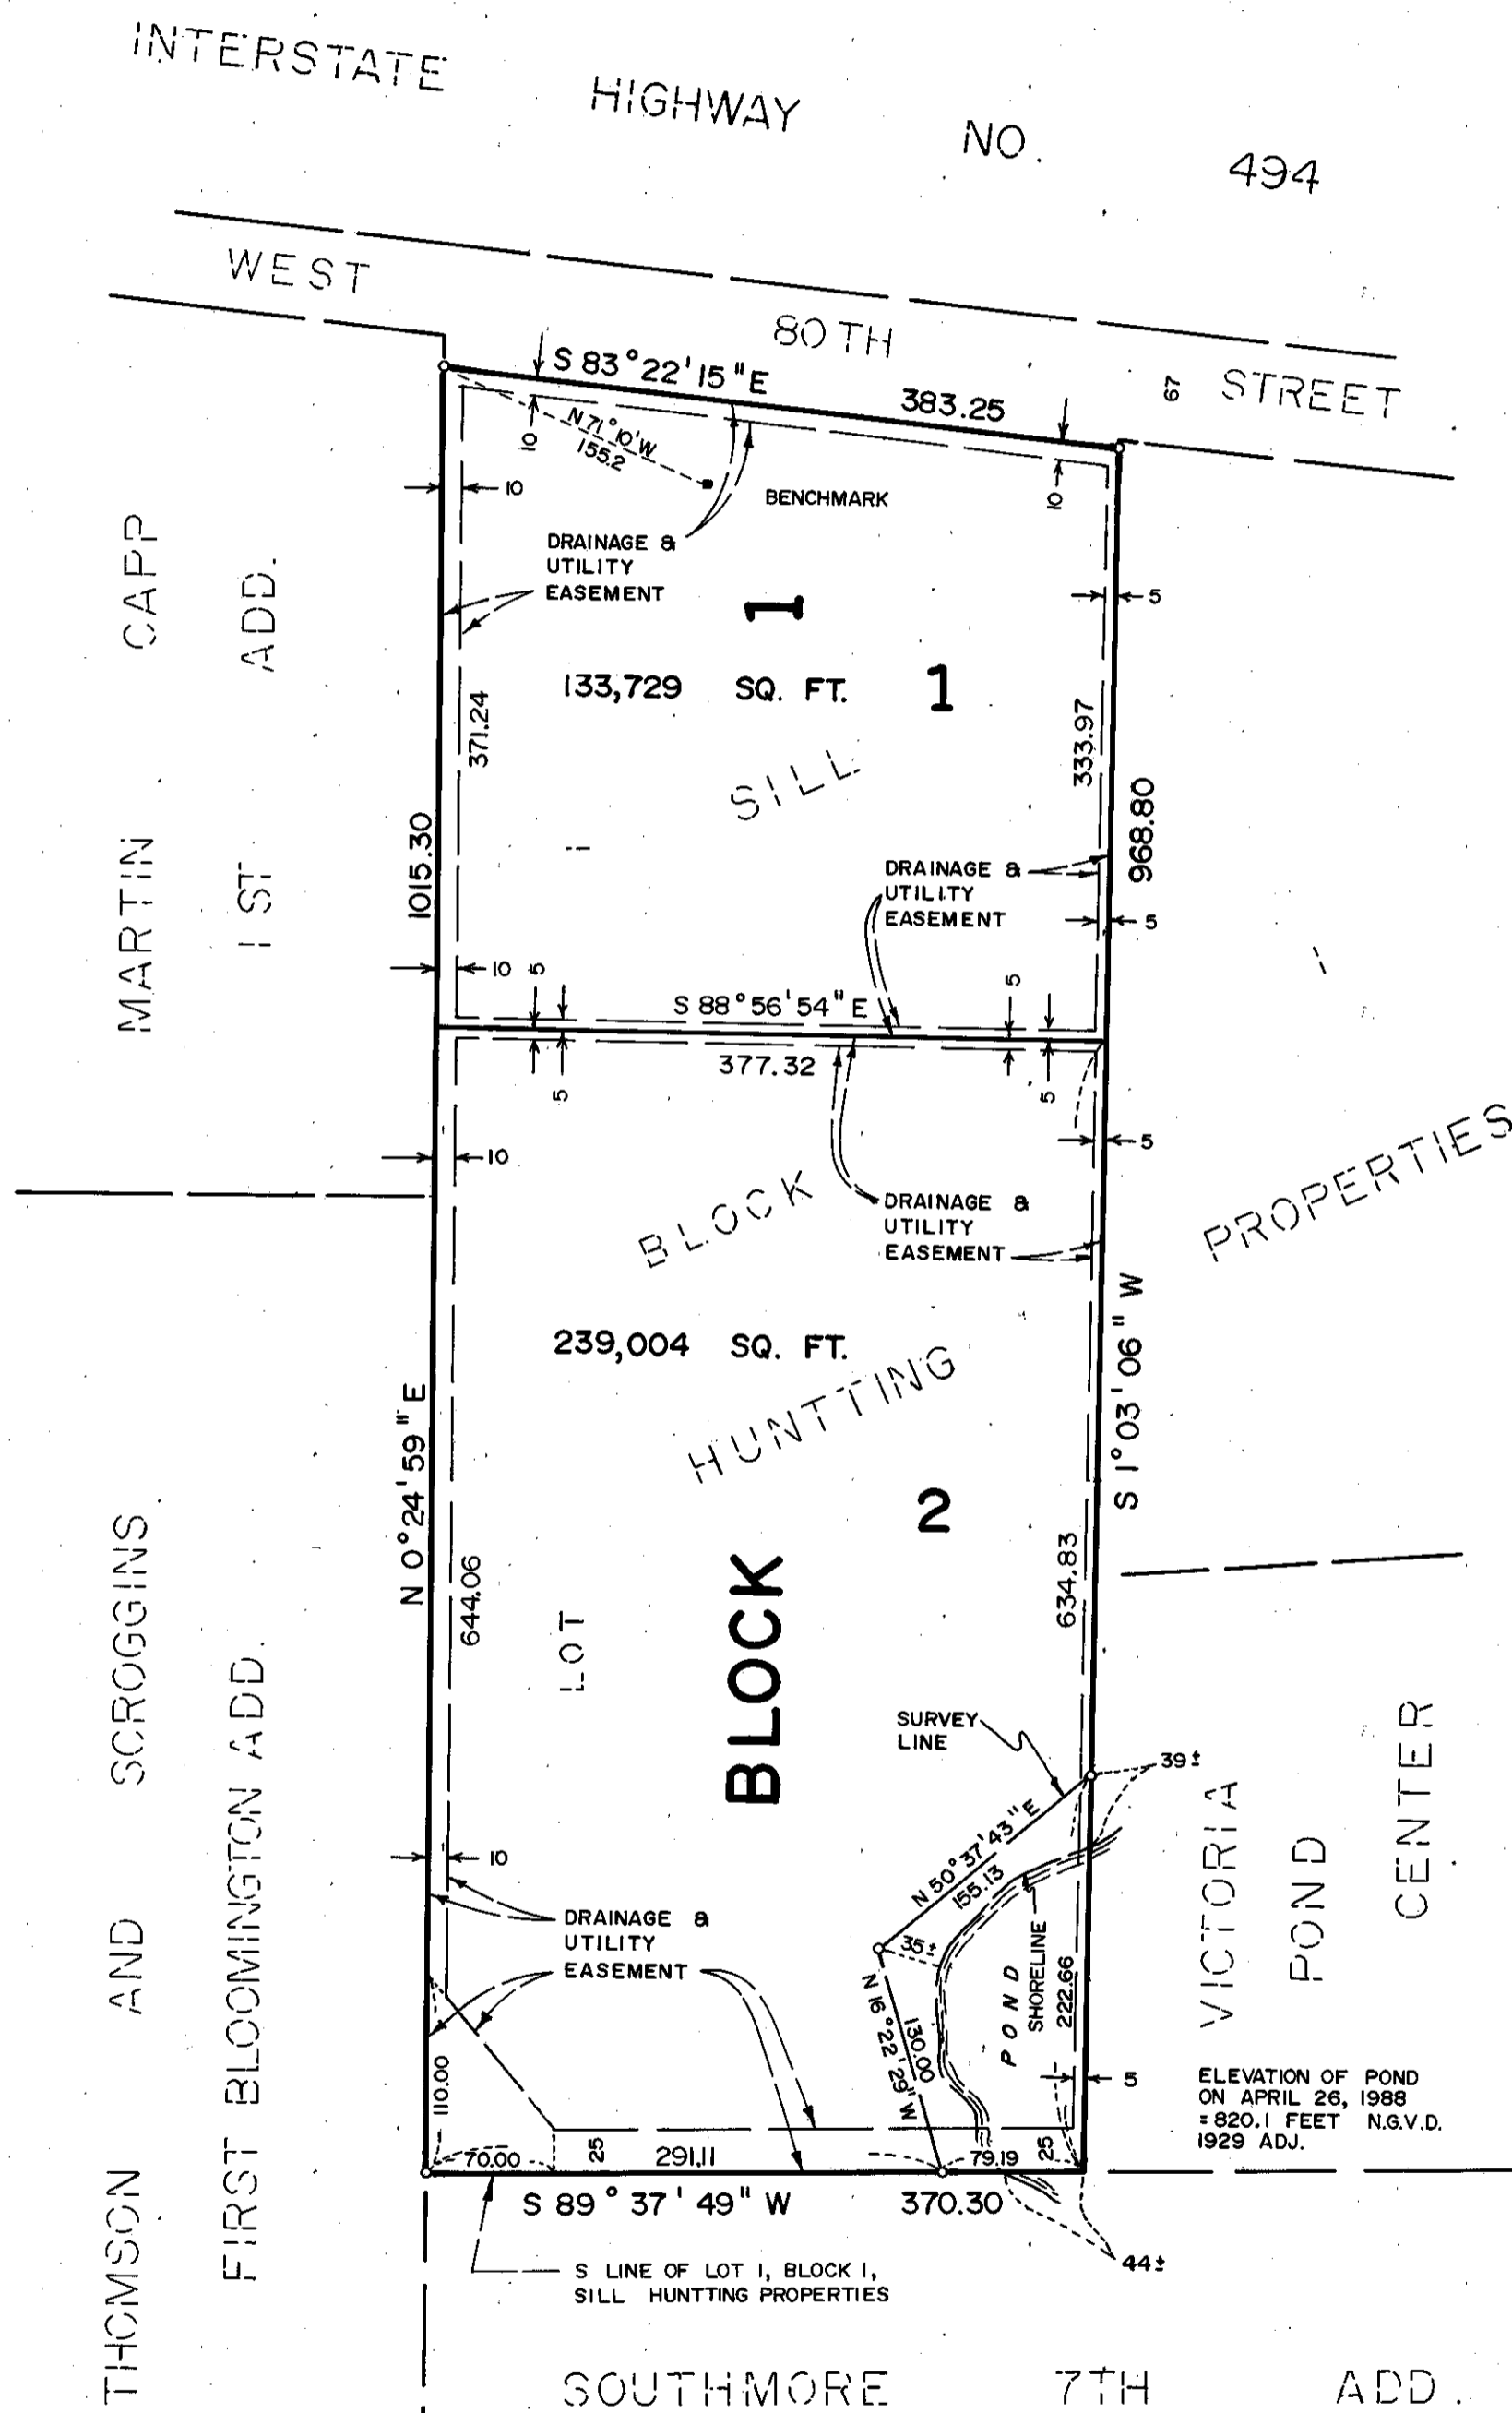 INTERSTATE HIGHWAY NO. 494
WEST 80TH STREET
67
S 83°22'15"E 383.25
N 71°10'W
155.2
10
10
10
BENCHMARK
DRAINAGE &
UTILITY
EASEMENT
1
5
133,729 SQ. FT. 1
371.24
333.97
SILL
1015.30
968.80
1
DRAINAGE &
UTILITY
EASEMENT
5
10
5
5
S 88°56'54"E
377.32
5
5
5
10
MARTIN CAPP
1ST ADD.
BLOCK 1
DRAINAGE &
UTILITY
EASEMENT
PROPERTIES
239,004 SQ. FT.
HUNTTING
N 0°24'59"E
S 1°03'06"W
2
644.06
634.83
LOT
BLOCK
SURVEY
LINE
39±
N 50°37'43"E
155.13
10
DRAINAGE &
UTILITY
EASEMENT
35±
N 16°22'29"W
130.00
POND
SHORELINE
222.66
5
110.00
70.00
25
291.11
79.19
25
S 89°37'49"W 370.30
44±
S LINE OF LOT 1, BLOCK 1,
SILL HUNTTING PROPERTIES
ELEVATION OF POND
ON APRIL 26, 1988
=820.1 FEET N.G.V.D.
1929 ADJ.
VICTORIA
POND
CENTER
THOMSON AND SCROGGINS
FIRST BLOOMINGTON ADD.
SOUTHMORE 7TH ADD.